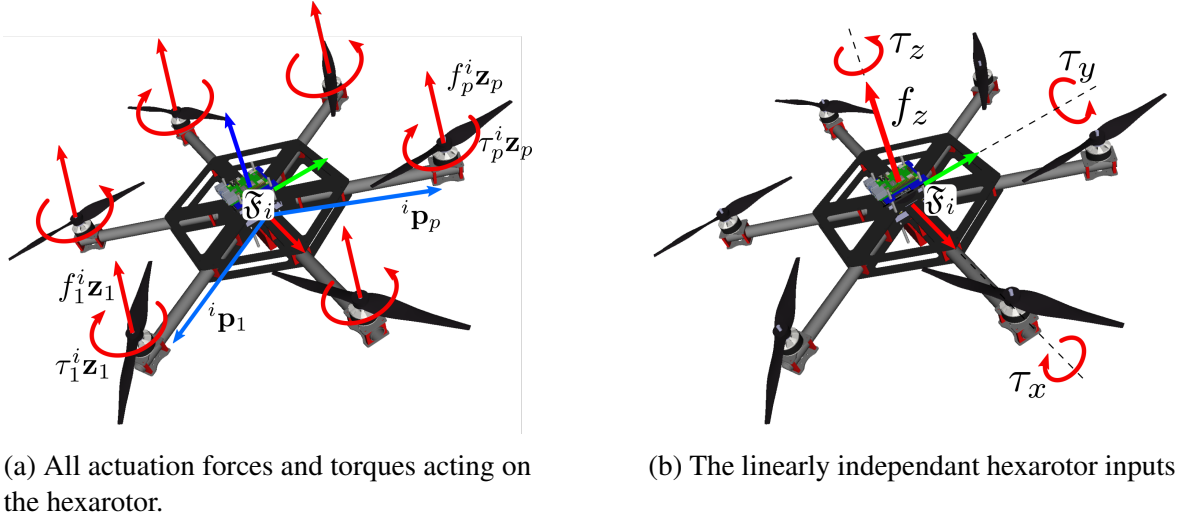 f_p^i z_p
τ_p^i z_p
𝔉_i
^i p_p
f_1^i z_1
^i p_1
τ_1^i z_1
(a) All actuation forces and torques acting on
the hexarotor.
τ_z
τ_y
f_z
𝔉_i
τ_x
(b) The linearly independant hexarotor inputs